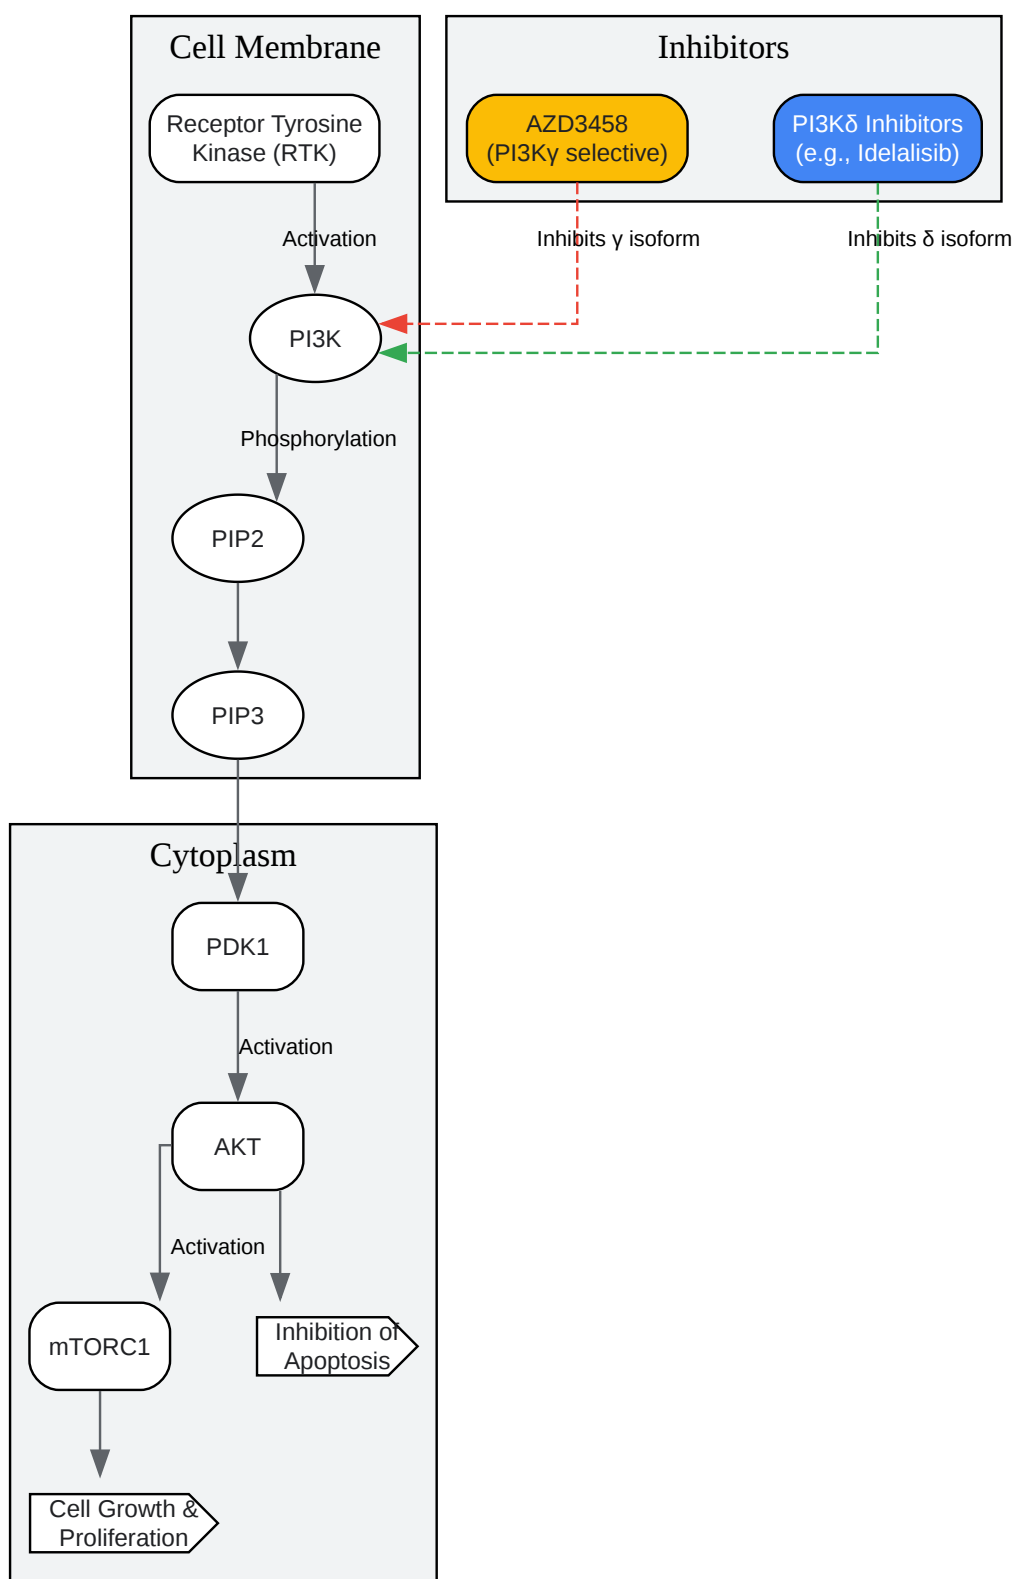 Cell Membrane
Receptor Tyrosine
Kinase (RTK)
Activation
PI3K
Phosphorylation
PIP2
PIP3
Inhibitors
AZD3458
(PI3Kγ selective)
PI3Kδ Inhibitors
(e.g., Idelalisib)
Inhibits γ isoform
Inhibits δ isoform
Cytoplasm
PDK1
Activation
AKT
Activation
mTORC1
Inhibition of
Apoptosis
Cell Growth &
Proliferation